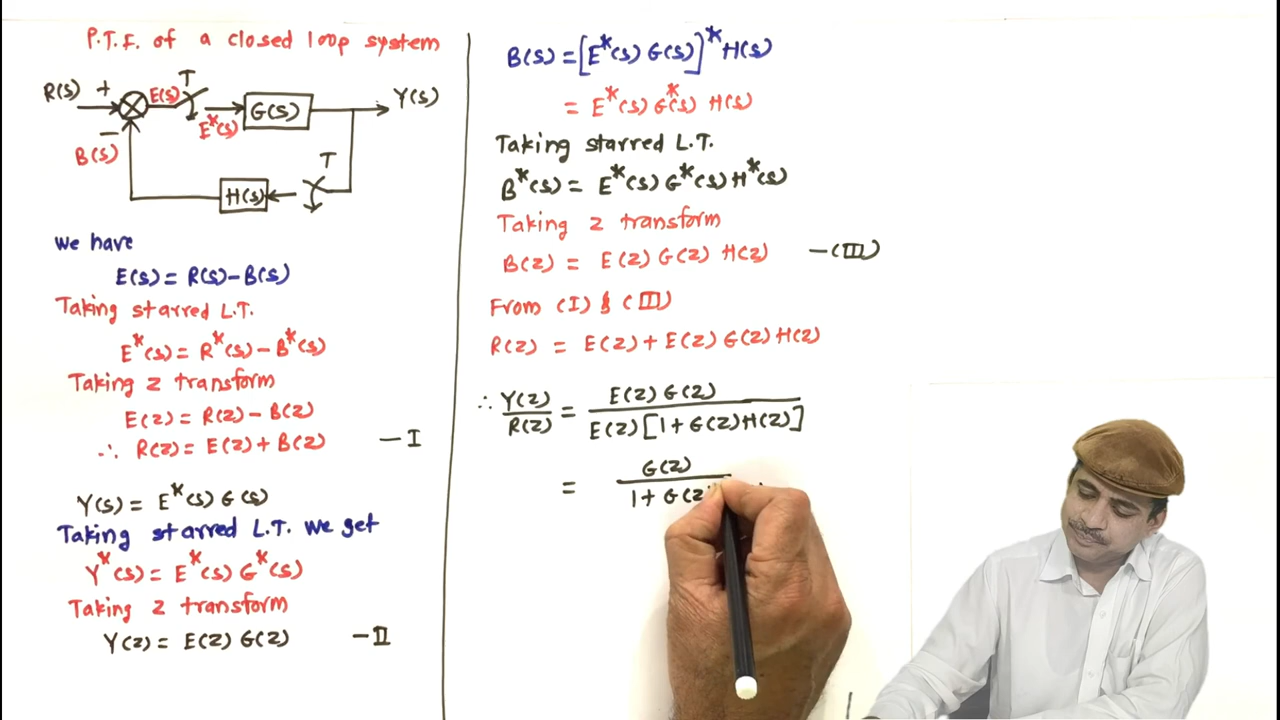 P.T.F. of a closed loop system
R(s) + E(s) T E*(s) G(s) Y(s)
− B(s) H(s) T
We have
E(s) = R(s) − B(s)
Taking starred L.T.
E*(s) = R*(s) − B*(s)
Taking z transform
E(z) = R(z) − B(z)
∴ R(z) = E(z) + B(z) — I
Y(s) = E*(s) G(s)
Taking starred L.T. we get
Y*(s) = E*(s) G*(s)
Taking z transform
Y(z) = E(z) G(z) — II
B(s) = [E*(s) G(s)]* H(s)
= E*(s) G*(s) H(s)
Taking starred L.T.
B*(s) = E*(s) G*(s) H*(s)
Taking z transform
B(z) = E(z) G(z) H(z) — (III)
From (I) & (III)
R(z) = E(z) + E(z) G(z) H(z)
∴ Y(z)/R(z) = E(z) G(z) / E(z) [1 + G(z) H(z)]
= G(z) / 1 + G(z